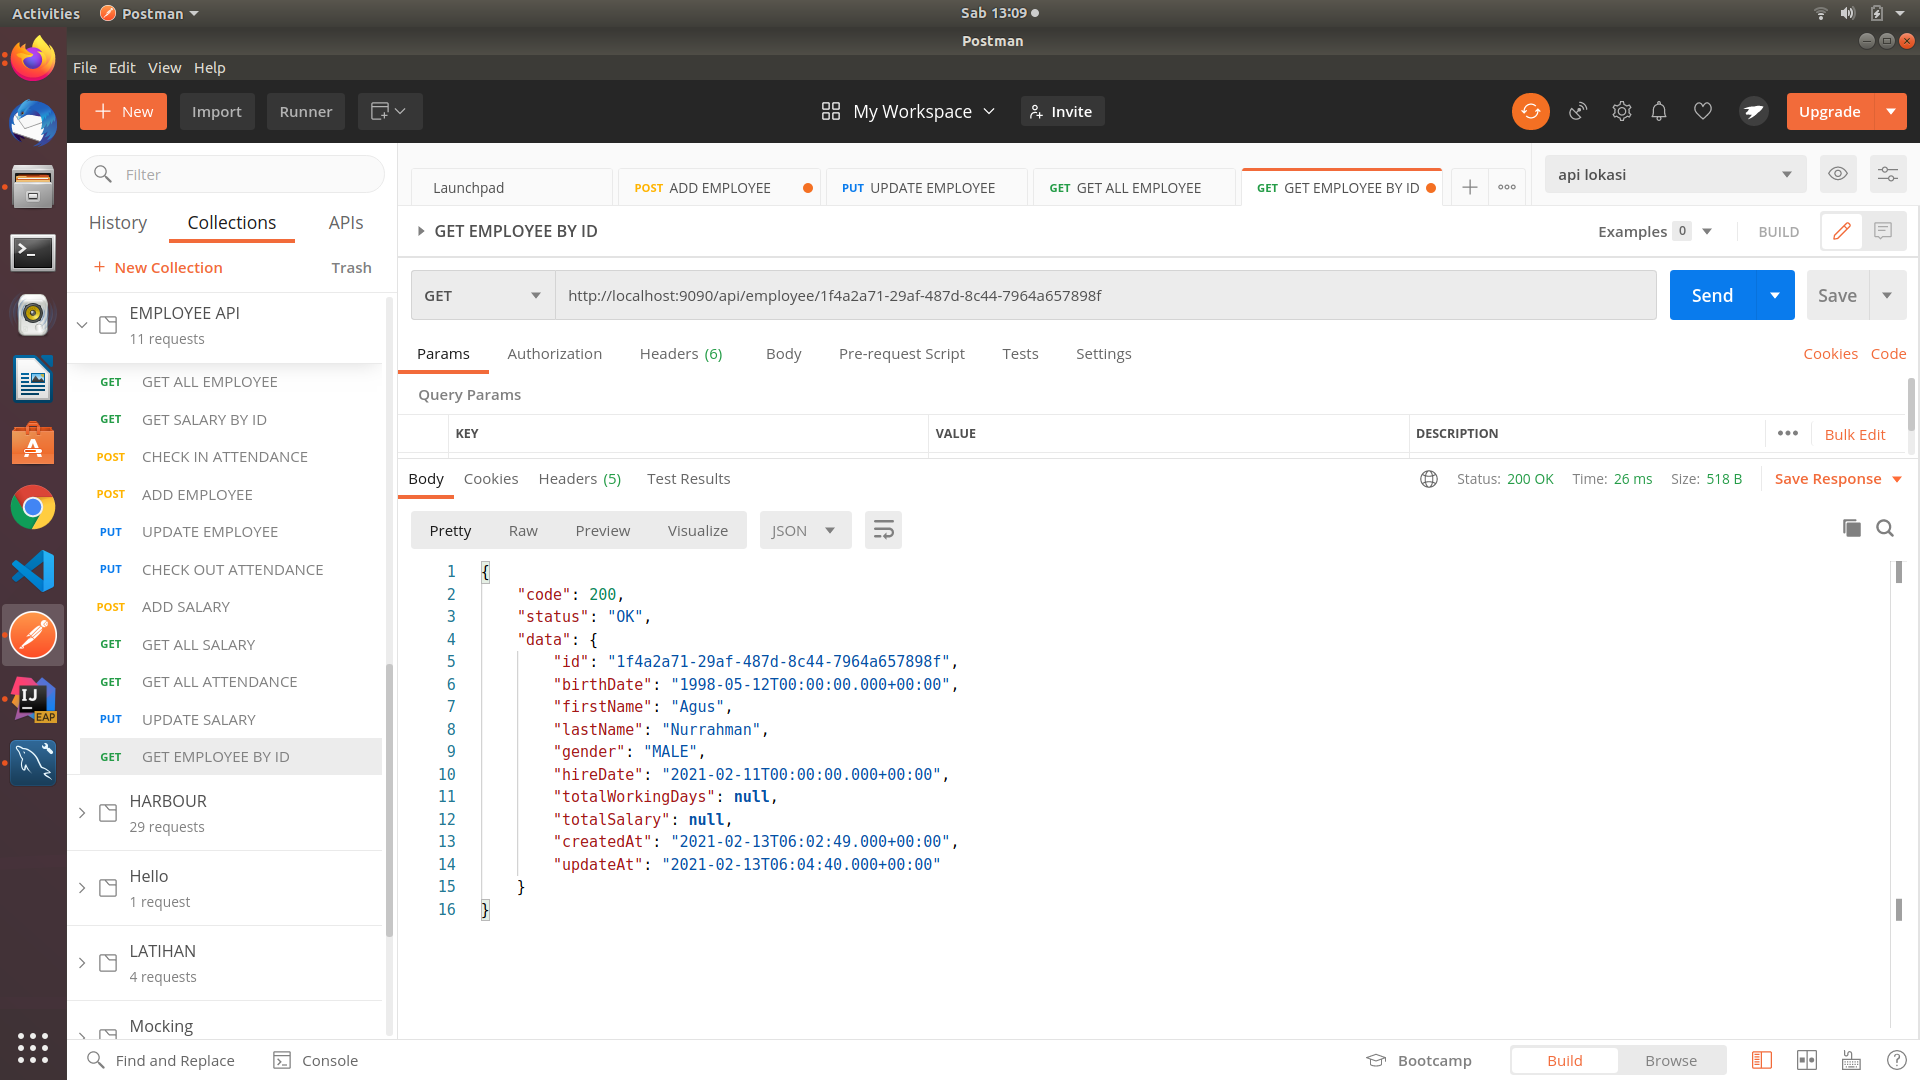 Activities
Postman
Sab 13:09
Postman
File Edit View Help
New
Import
Runner
My Workspace
Invite
Upgrade
Filter
History
Collections
APIs
New Collection
Trash
EMPLOYEE API
11 requests
GET GET ALL EMPLOYEE
GET GET SALARY BY ID
POST CHECK IN ATTENDANCE
POST ADD EMPLOYEE
PUT UPDATE EMPLOYEE
PUT CHECK OUT ATTENDANCE
POST ADD SALARY
GET GET ALL SALARY
GET GET ALL ATTENDANCE
PUT UPDATE SALARY
GET GET EMPLOYEE BY ID
HARBOUR
29 requests
Hello
1 request
LATIHAN
4 requests
Mocking
Launchpad
POST ADD EMPLOYEE
PUT UPDATE EMPLOYEE
GET GET ALL EMPLOYEE
GET GET EMPLOYEE BY ID
api lokasi
GET EMPLOYEE BY ID
Examples 0
BUILD
GET
http://localhost:9090/api/employee/1f4a2a71-29af-487d-8c44-7964a657898f
Send
Save
Params
Authorization
Headers (6)
Body
Pre-request Script
Tests
Settings
Cookies
Code
Query Params
KEY
VALUE
DESCRIPTION
Bulk Edit
Body
Cookies
Headers (5)
Test Results
Status: 200 OK
Time: 26 ms
Size: 518 B
Save Response
Pretty
Raw
Preview
Visualize
JSON
1 {
2 "code": 200,
3 "status": "OK",
4 "data": {
5 "id": "1f4a2a71-29af-487d-8c44-7964a657898f",
6 "birthDate": "1998-05-12T00:00:00.000+00:00",
7 "firstName": "Agus",
8 "lastName": "Nurrahman",
9 "gender": "MALE",
10 "hireDate": "2021-02-11T00:00:00.000+00:00",
11 "totalWorkingDays": null,
12 "totalSalary": null,
13 "createdAt": "2021-02-13T06:02:49.000+00:00",
14 "updateAt": "2021-02-13T06:04:40.000+00:00"
15 }
16 }
IJ
EAP
Find and Replace
Console
Bootcamp
Build
Browse